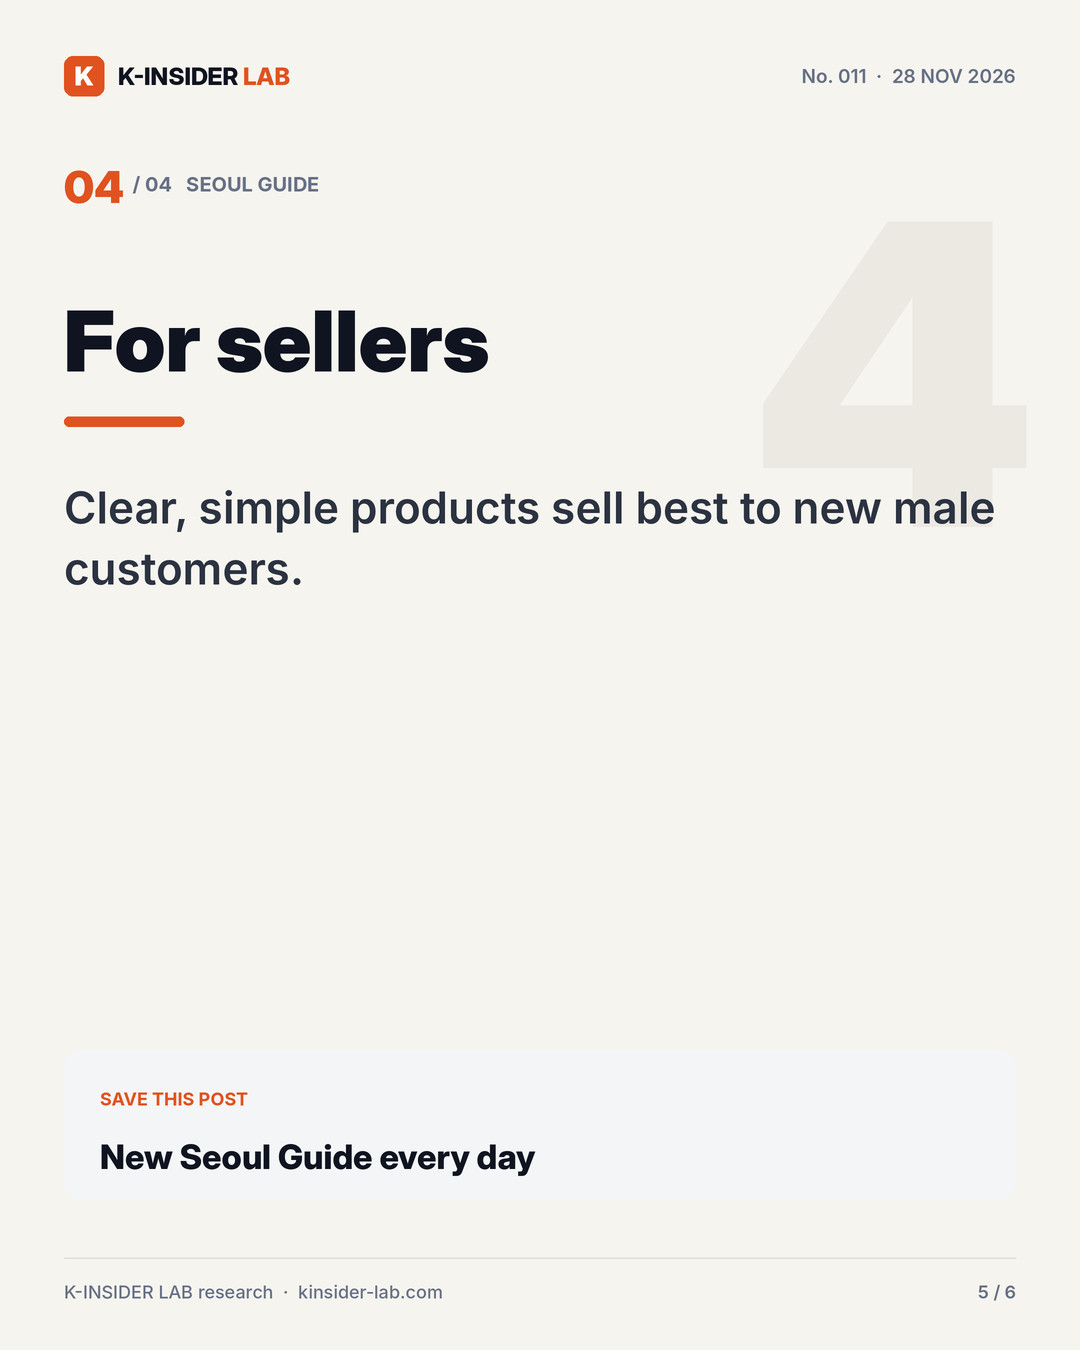 K K-INSIDER LAB
No. 011 · 28 NOV 2026
04 / 04 SEOUL GUIDE
4
For sellers
Clear, simple products sell best to new male
customers.
SAVE THIS POST
New Seoul Guide every day
K-INSIDER LAB research · kinsider-lab.com
5 / 6